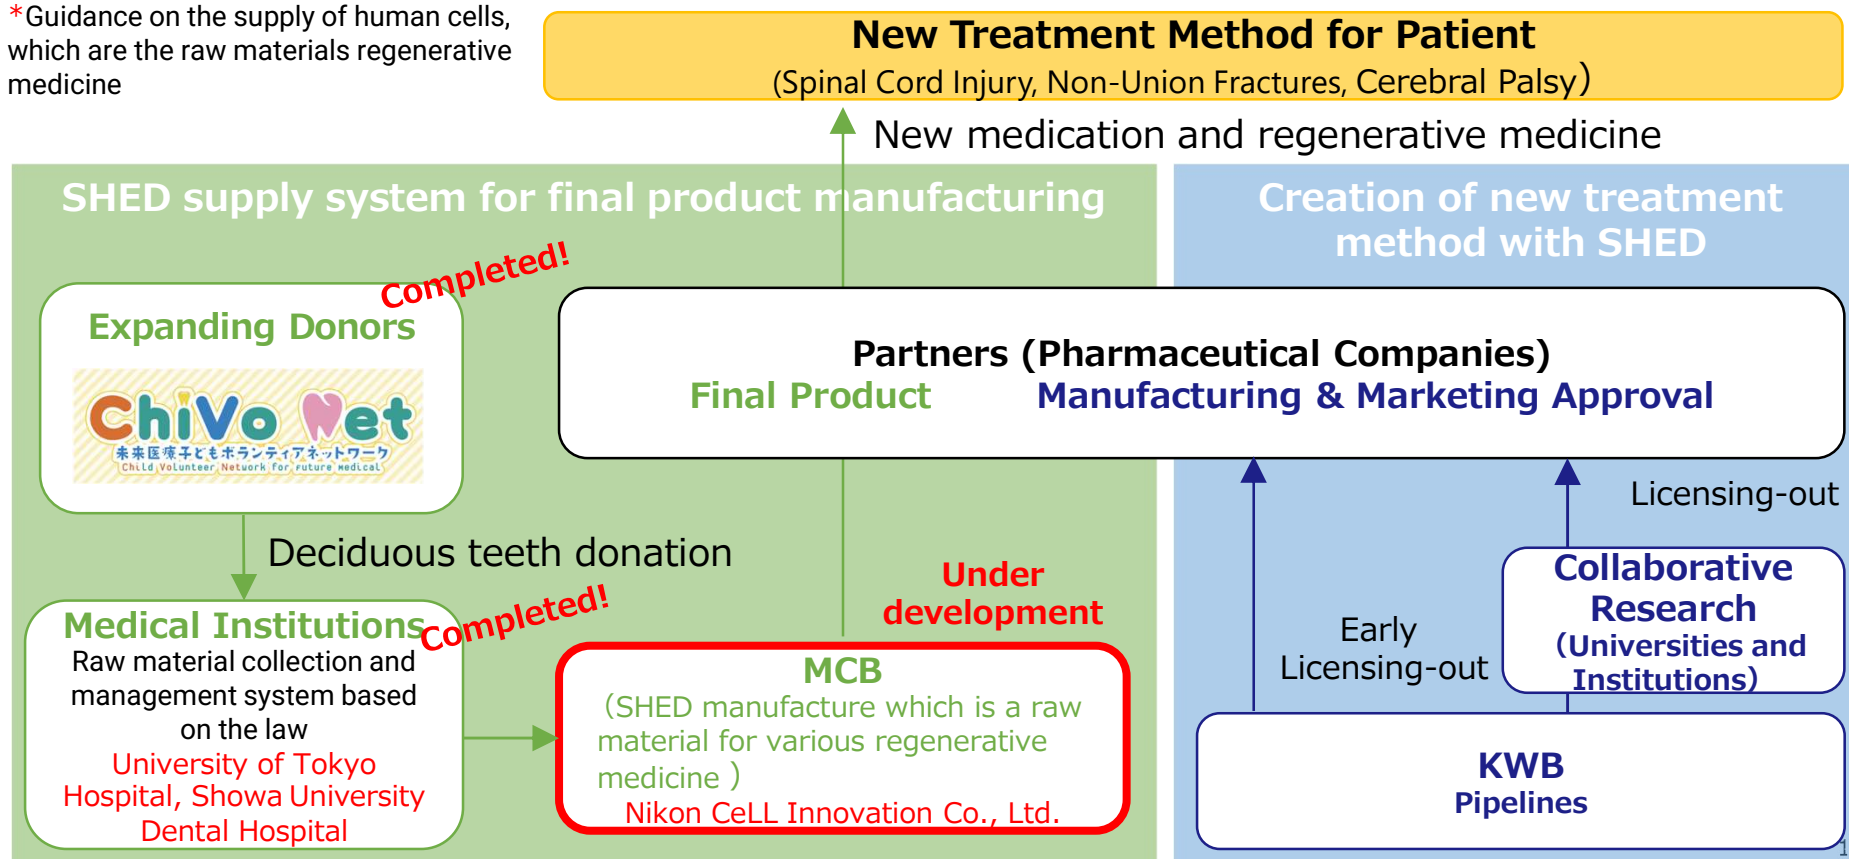 *Guidance on the supply of human cells,
which are the raw materials regenerative
medicine
New Treatment Method for Patient
(Spinal Cord Injury, Non-Union Fractures, Cerebral Palsy）
New medication and regenerative medicine
SHED supply system for final product manufacturing
Creation of new treatment
method with SHED
Completed!
Expanding Donors
ChiVo Net
未来医療子どもボランティアネットワーク
Child Volunteer Network for Future Medical
Partners (Pharmaceutical Companies)
Final Product
Manufacturing & Marketing Approval
Deciduous teeth donation
Licensing-out
Completed!
Medical Institutions
Raw material collection and
management system based
on the law
University of Tokyo
Hospital, Showa University
Dental Hospital
Under
development
MCB
（SHED manufacture which is a raw
material for various regenerative
medicine ）
Nikon CeLL Innovation Co., Ltd.
Early
Licensing-out
Collaborative
Research
（Universities and
Institutions）
KWB
Pipelines
1